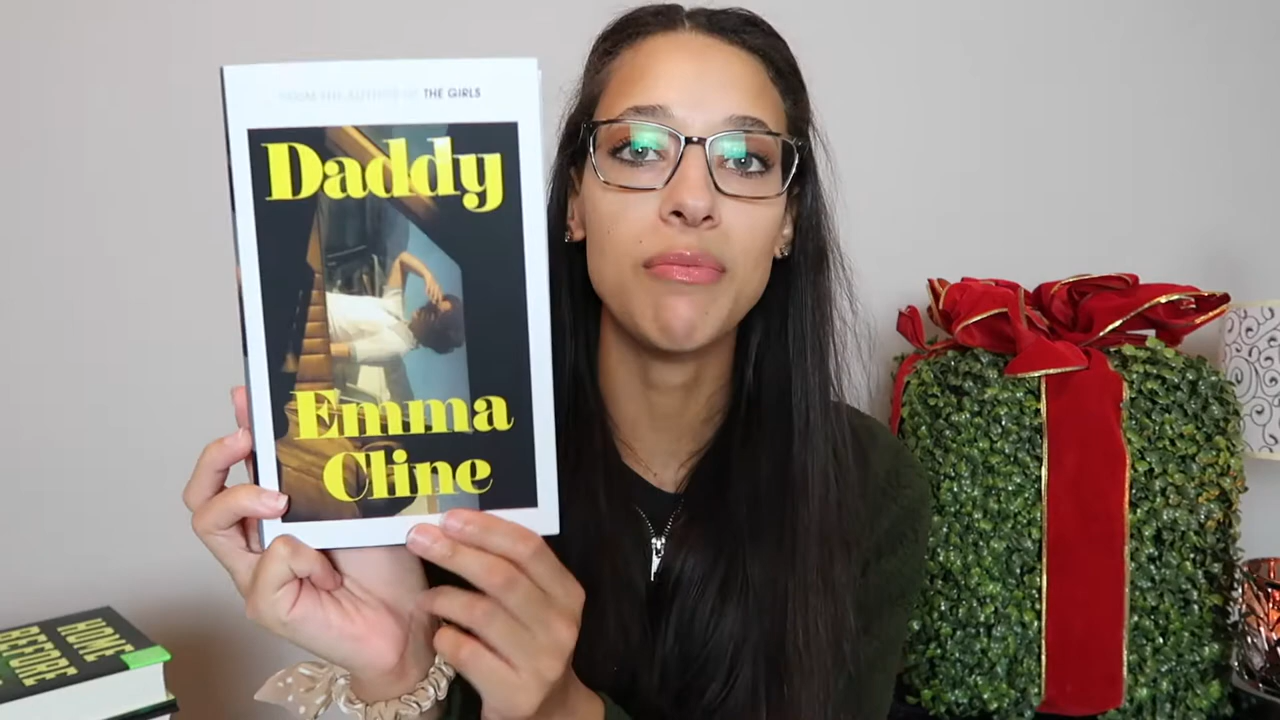 FROM THE AUTHOR OF THE GIRLS
Daddy
Emma
Cline
HOME
BEFORE